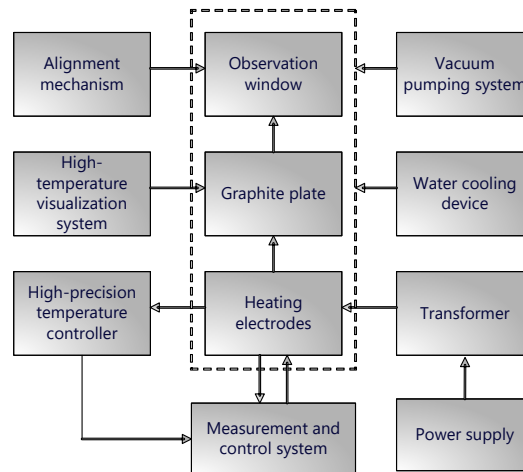 Alignment
mechanism
Observation
window
Vacuum
pumping system
High-
temperature
visualization
system
Graphite plate
Water cooling
device
High-precision
temperature
controller
Heating
electrodes
Transformer
Measurement and
control system
Power supply